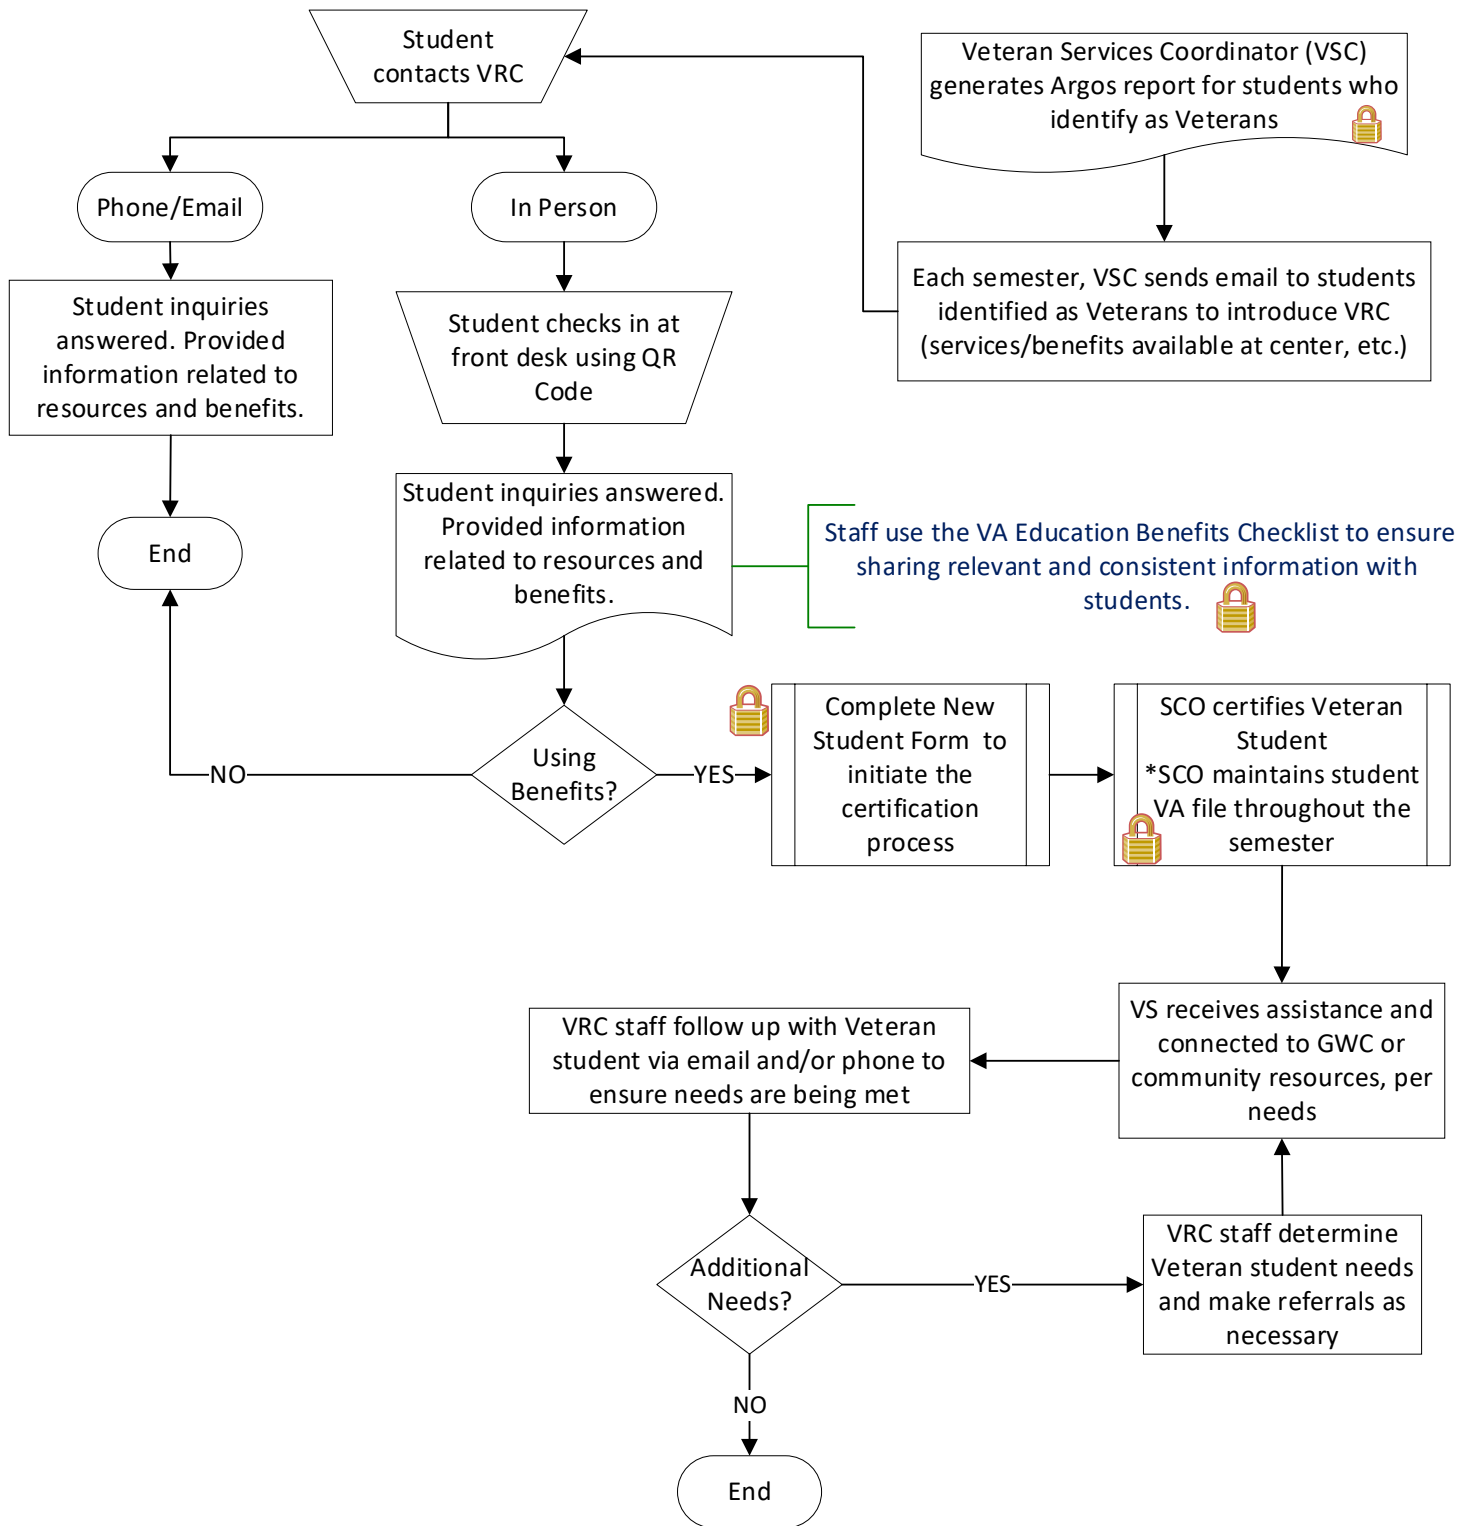 Student
contacts VRC
Veteran Services Coordinator (VSC)
generates Argos report for students who
identify as Veterans
Phone/Email
In Person
Each semester, VSC sends email to students
identified as Veterans to introduce VRC
(services/benefits available at center, etc.)
Student inquiries
answered. Provided
information related to
resources and benefits.
Student checks in at
front desk using QR
Code
End
Student inquiries answered.
Provided information
related to resources and
benefits.
Staff use the VA Education Benefits Checklist to ensure
sharing relevant and consistent information with
students.
Using
Benefits?
NO
YES
Complete New
Student Form to
initiate the
certification
process
SCO certifies Veteran
Student
*SCO maintains student
VA file throughout the
semester
VS receives assistance and
connected to GWC or
community resources, per
needs
VRC staff follow up with Veteran
student via email and/or phone to
ensure needs are being met
Additional
Needs?
YES
VRC staff determine
Veteran student needs
and make referrals as
necessary
NO
End